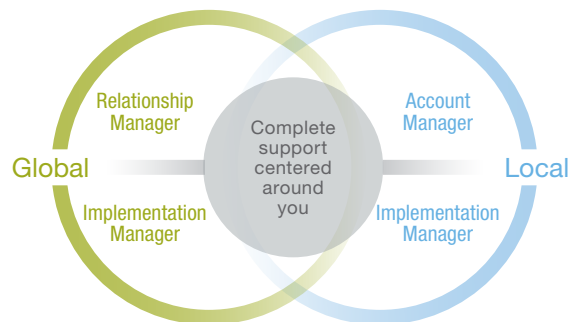 Relationship
Manager
Account
Manager
Complete
support
centered
around
you
Global
Local
Implementation
Manager
Implementation
Manager